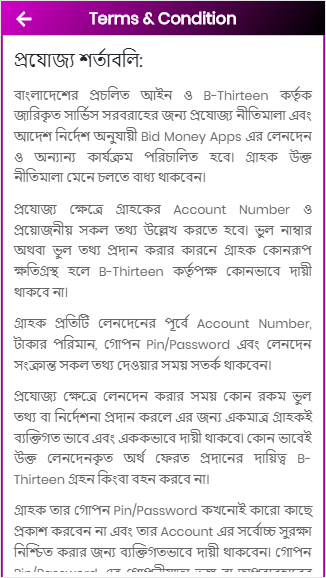 Terms & Condition
প্রযোজ্য শর্তাবলি:
বাংলাদেশের প্রচলিত আইন ও B-Thirteen কর্তৃক
জারিকৃত সার্ভিস সরবরাহের জন্য প্রযোজ্য নীতিমালা এবং
আদেশ নির্দেশ অনুযায়ী Bid Money Apps এর লেনদেন
ও অন্যান্য কার্যক্রম পরিচালিত হবে। গ্রাহক উক্ত
নীতিমালা মেনে চলতে বাধ্য থাকবেন।
প্রযোজ্য ক্ষেত্রে গ্রাহকের Account Number ও
প্রয়োজনীয় সকল তথ্য উল্লেখ করতে হবে। ভুল নাম্বার
অথবা ভুল তথ্য প্রদান করার কারনে গ্রাহক কোনরূপ
ক্ষতিগ্রস্থ হলে B-Thirteen কর্তৃপক্ষ কোনভাবে দায়ী
থাকবে না।
গ্রাহক প্রতিটি লেনদেনের পূর্বে Account Number,
টাকার পরিমান, গোপন Pin/Password এবং লেনদেন
সংক্রান্ত সকল তথ্য দেওয়ার সময় সতর্ক থাকবেন।
প্রযোজ্য ক্ষেত্রে লেনদেন করার সময় কোন রকম ভুল
তথ্য বা নির্দেশনা প্রদান করলে এর জন্য একমাত্র গ্রাহকই
ব্যক্তিগত ভাবে এবং এককভাবে দায়ী থাকবে। কোন ভাবেই
উক্ত লেনদেনকৃত অর্থ ফেরত প্রদানের দায়িত্ব B-
Thirteen গ্রহন কিংবা বহন করবে না।
গ্রাহক তার গোপন Pin/Password কখনোই কারো কাছে
প্রকাশ করবেন না এবং তার Account এর সর্বোচ্চ সুরক্ষা
নিশ্চিত করার জন্য ব্যক্তিগতভাবে দায়ী থাকবেন। গোপন
Pin/Password এর